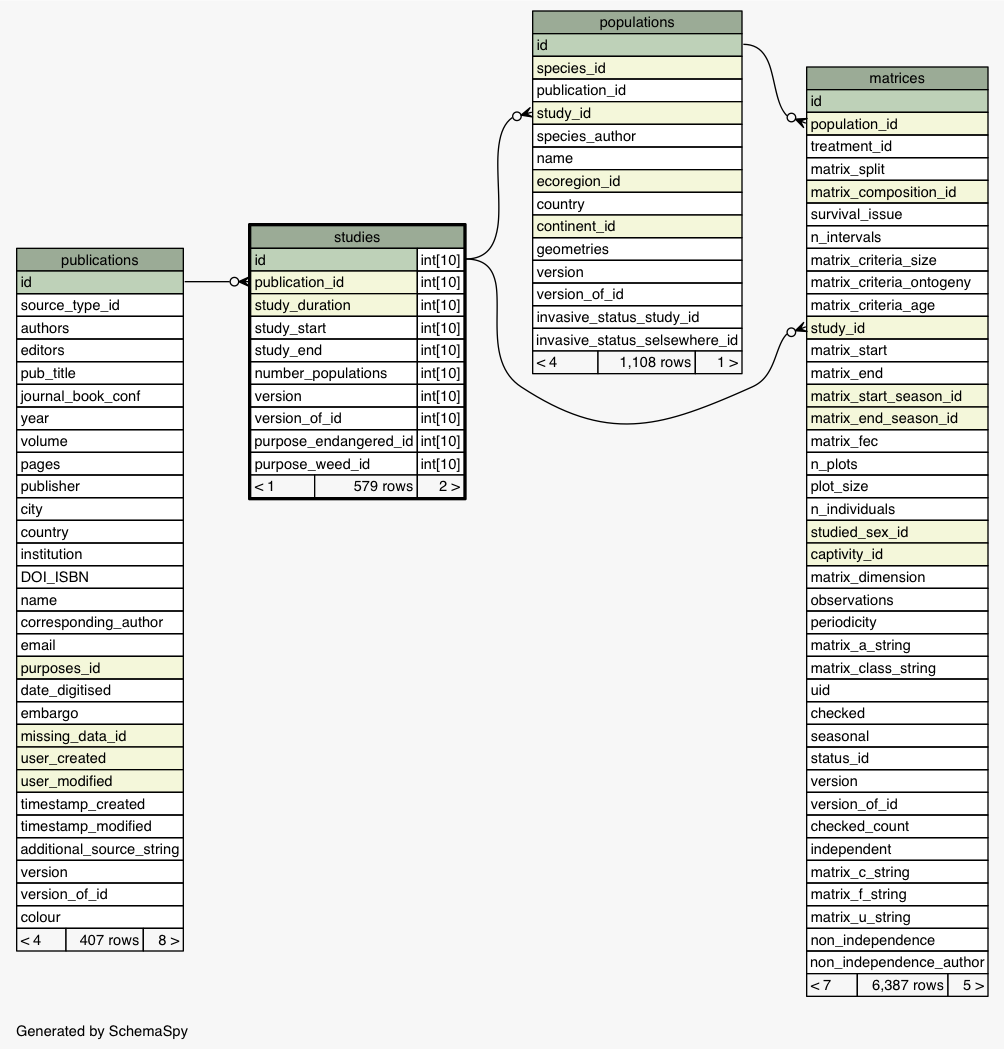 publications
id
source_type_id
authors
editors
pub_title
journal_book_conf
year
volume
pages
publisher
city
country
institution
DOI_ISBN
name
corresponding_author
email
purposes_id
date_digitised
embargo
missing_data_id
user_created
user_modified
timestamp_created
timestamp_modified
additional_source_string
version
version_of_id
colour
< 4 407 rows 8 >
studies
id int[10]
publication_id int[10]
study_duration int[10]
study_start int[10]
study_end int[10]
number_populations int[10]
version int[10]
version_of_id int[10]
purpose_endangered_id int[10]
purpose_weed_id int[10]
< 1 579 rows 2 >
populations
id
species_id
publication_id
study_id
species_author
name
ecoregion_id
country
continent_id
geometries
version
version_of_id
invasive_status_study_id
invasive_status_selsewhere_id
< 4 1,108 rows 1 >
matrices
id
population_id
treatment_id
matrix_split
matrix_composition_id
survival_issue
n_intervals
matrix_criteria_size
matrix_criteria_ontogeny
matrix_criteria_age
study_id
matrix_start
matrix_end
matrix_start_season_id
matrix_end_season_id
matrix_fec
n_plots
plot_size
n_individuals
studied_sex_id
captivity_id
matrix_dimension
observations
periodicity
matrix_a_string
matrix_class_string
uid
checked
seasonal
status_id
version
version_of_id
checked_count
independent
matrix_c_string
matrix_f_string
matrix_u_string
non_independence
non_independence_author
< 7 6,387 rows 5 >
Generated by SchemaSpy